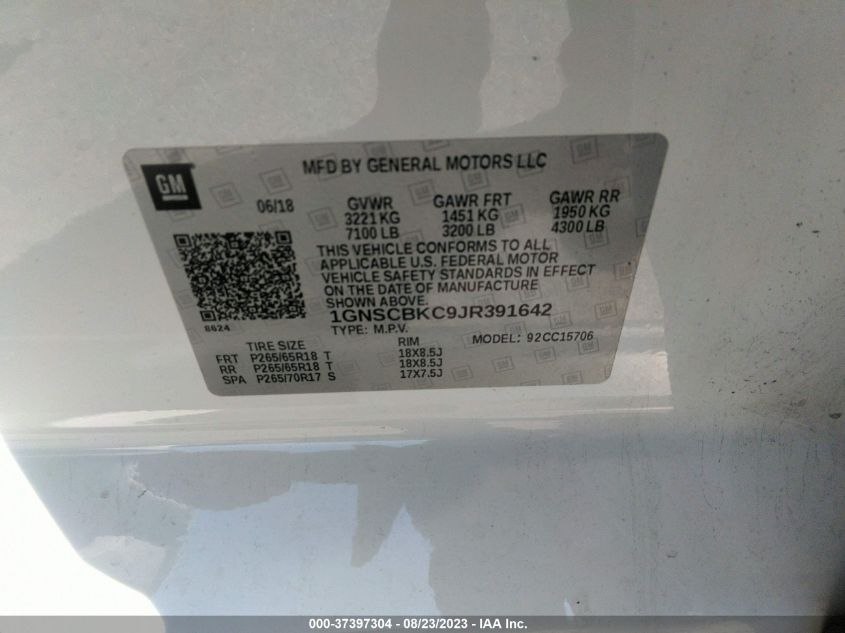 GM
MFD BY GENERAL MOTORS LLC
06/18
GVWR GAWR FRT GAWR RR
3221 KG 1451 KG 1950 KG
7100 LB 3200 LB 4300 LB
THIS VEHICLE CONFORMS TO ALL
APPLICABLE U.S. FEDERAL MOTOR
VEHICLE SAFETY STANDARDS IN EFFECT
ON THE DATE OF MANUFACTURE
SHOWN ABOVE.
8624
1GNSCBKC9JR391642
TYPE: M.P.V. MODEL: 92CC15706
TIRE SIZE RIM
FRT P265/65R18 T 18X8.5J
RR P265/65R18 T 18X8.5J
SPA P265/70R17 S 17X7.5J
000-37397304 / 08/23/2023 - IAA Inc.